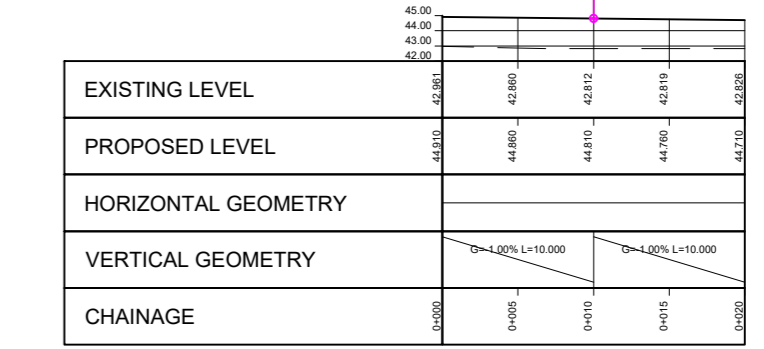 45.00
44.00
43.00
42.00
EXISTING LEVEL 42.961 42.860 42.812 42.819 42.826
PROPOSED LEVEL 44.910 44.860 44.810 44.760 44.710
HORIZONTAL GEOMETRY
VERTICAL GEOMETRY G=-1.00% L=10.000 G=-1.00% L=10.000
CHAINAGE 0+000 0+005 0+010 0+015 0+020